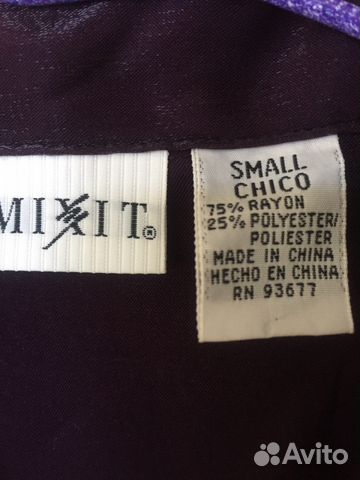 MIXIT®
SMALL
CHICO
75% RAYON
25% POLYESTER/
POLIESTER
MADE IN CHINA
HECHO EN CHINA
RN 93677
Avito